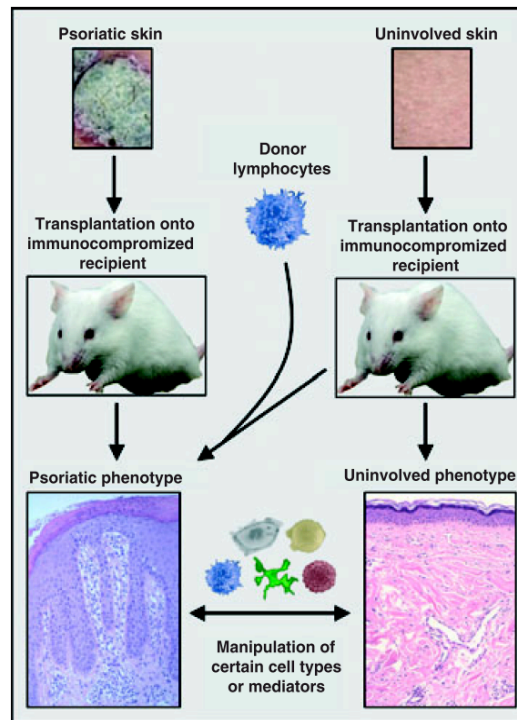 Psoriatic skin
Uninvolved skin
Donor
lymphocytes
Transplantation onto
immunocompromized
recipient
Transplantation onto
immunocompromized
recipient
Psoriatic phenotype
Uninvolved phenotype
Manipulation of
certain cell types
or mediators